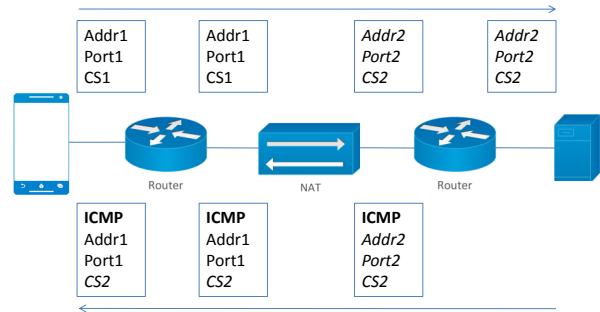 Addr1
Port1
CS1
Addr1
Port1
CS1
Addr2
Port2
CS2
Addr2
Port2
CS2
Router
NAT
Router
ICMP
Addr1
Port1
CS2
ICMP
Addr1
Port1
CS2
ICMP
Addr2
Port2
CS2